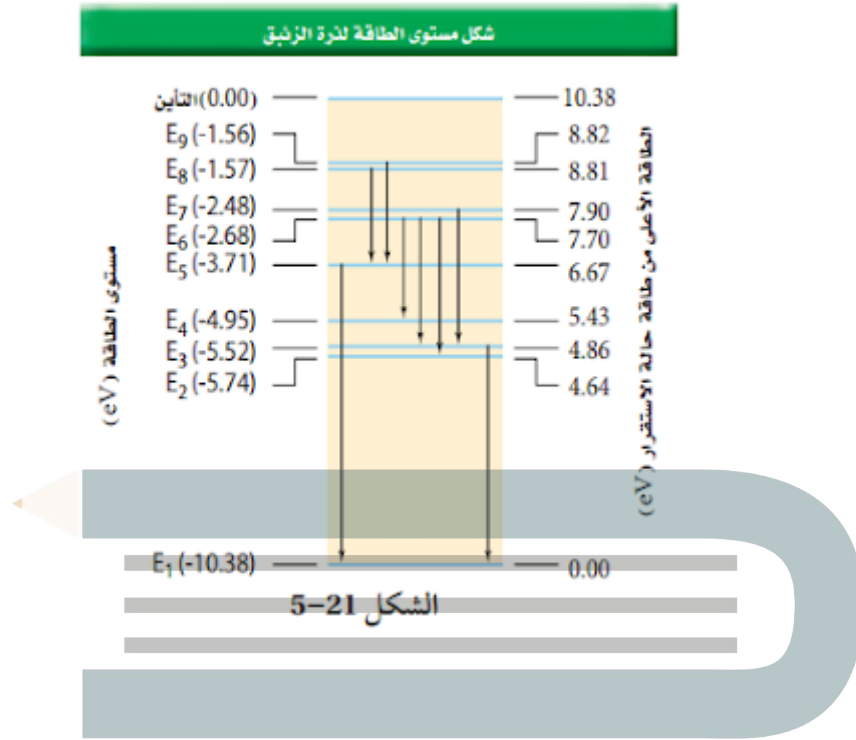 شكل مستوى الطاقة لذرة الزئبق
التأين (0.00) 10.38
E9 (-1.56) 8.82
E8 (-1.57) 8.81
E7 (-2.48) 7.90
E6 (-2.68) 7.70
E5 (-3.71) 6.67
E4 (-4.95) 5.43
E3 (-5.52) 4.86
E2 (-5.74) 4.64
E1 (-10.38) 0.00
مستوى الطاقة (eV)
الطاقة الأعلى من طاقة حالة الاستقرار (eV)
الشكل 21-5